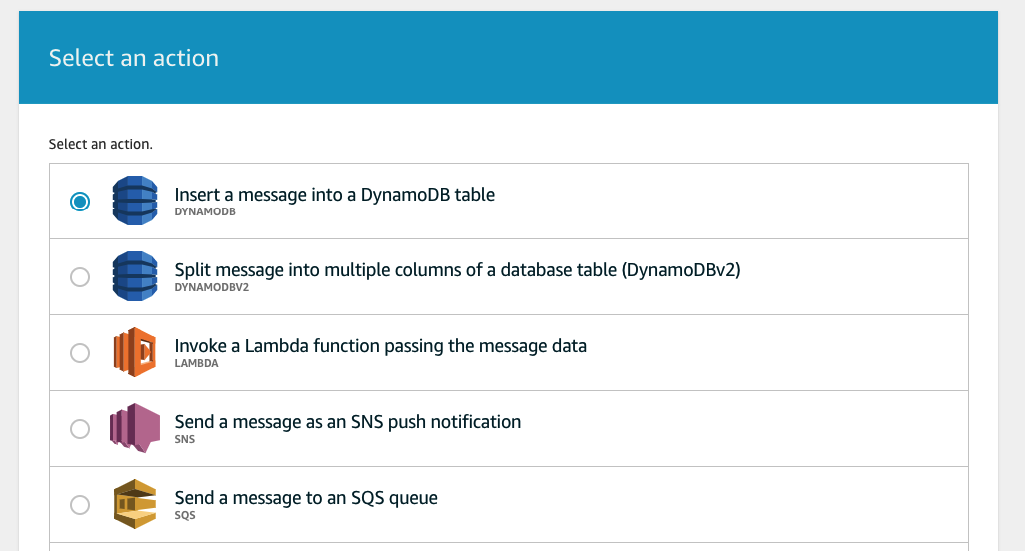 Select an action
Select an action.
Insert a message into a DynamoDB table
DYNAMODB
Split message into multiple columns of a database table (DynamoDBv2)
DYNAMODBV2
Invoke a Lambda function passing the message data
LAMBDA
Send a message as an SNS push notification
SNS
Send a message to an SQS queue
SQS